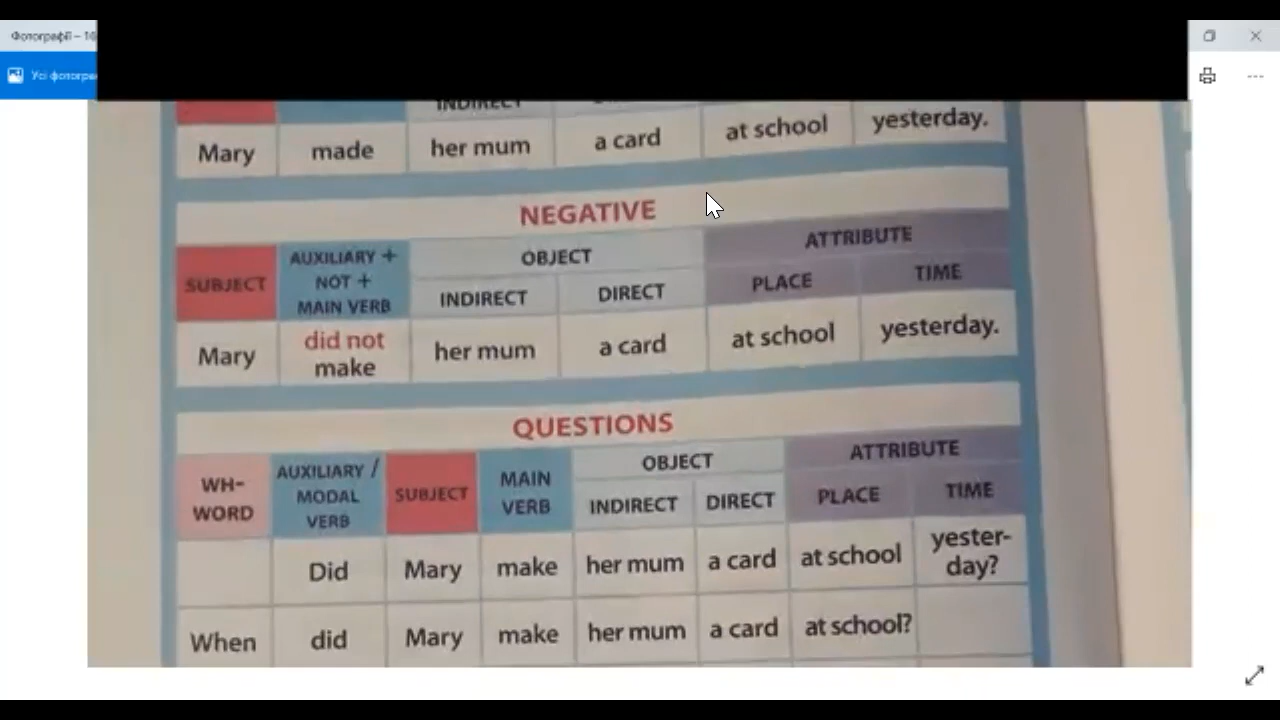 Фотографії – 16
Усі фотогра
INDIRECT
Mary made her mum a card at school yesterday.
NEGATIVE
SUBJECT
AUXILIARY +
NOT +
MAIN VERB
OBJECT
INDIRECT DIRECT
ATTRIBUTE
PLACE TIME
Mary
did not
make
her mum a card at school yesterday.
QUESTIONS
WH-
WORD
AUXILIARY /
MODAL
VERB
SUBJECT
MAIN
VERB
OBJECT
INDIRECT DIRECT
ATTRIBUTE
PLACE TIME
Did Mary make her mum a card at school
yester-
day?
When did Mary make her mum a card at school?